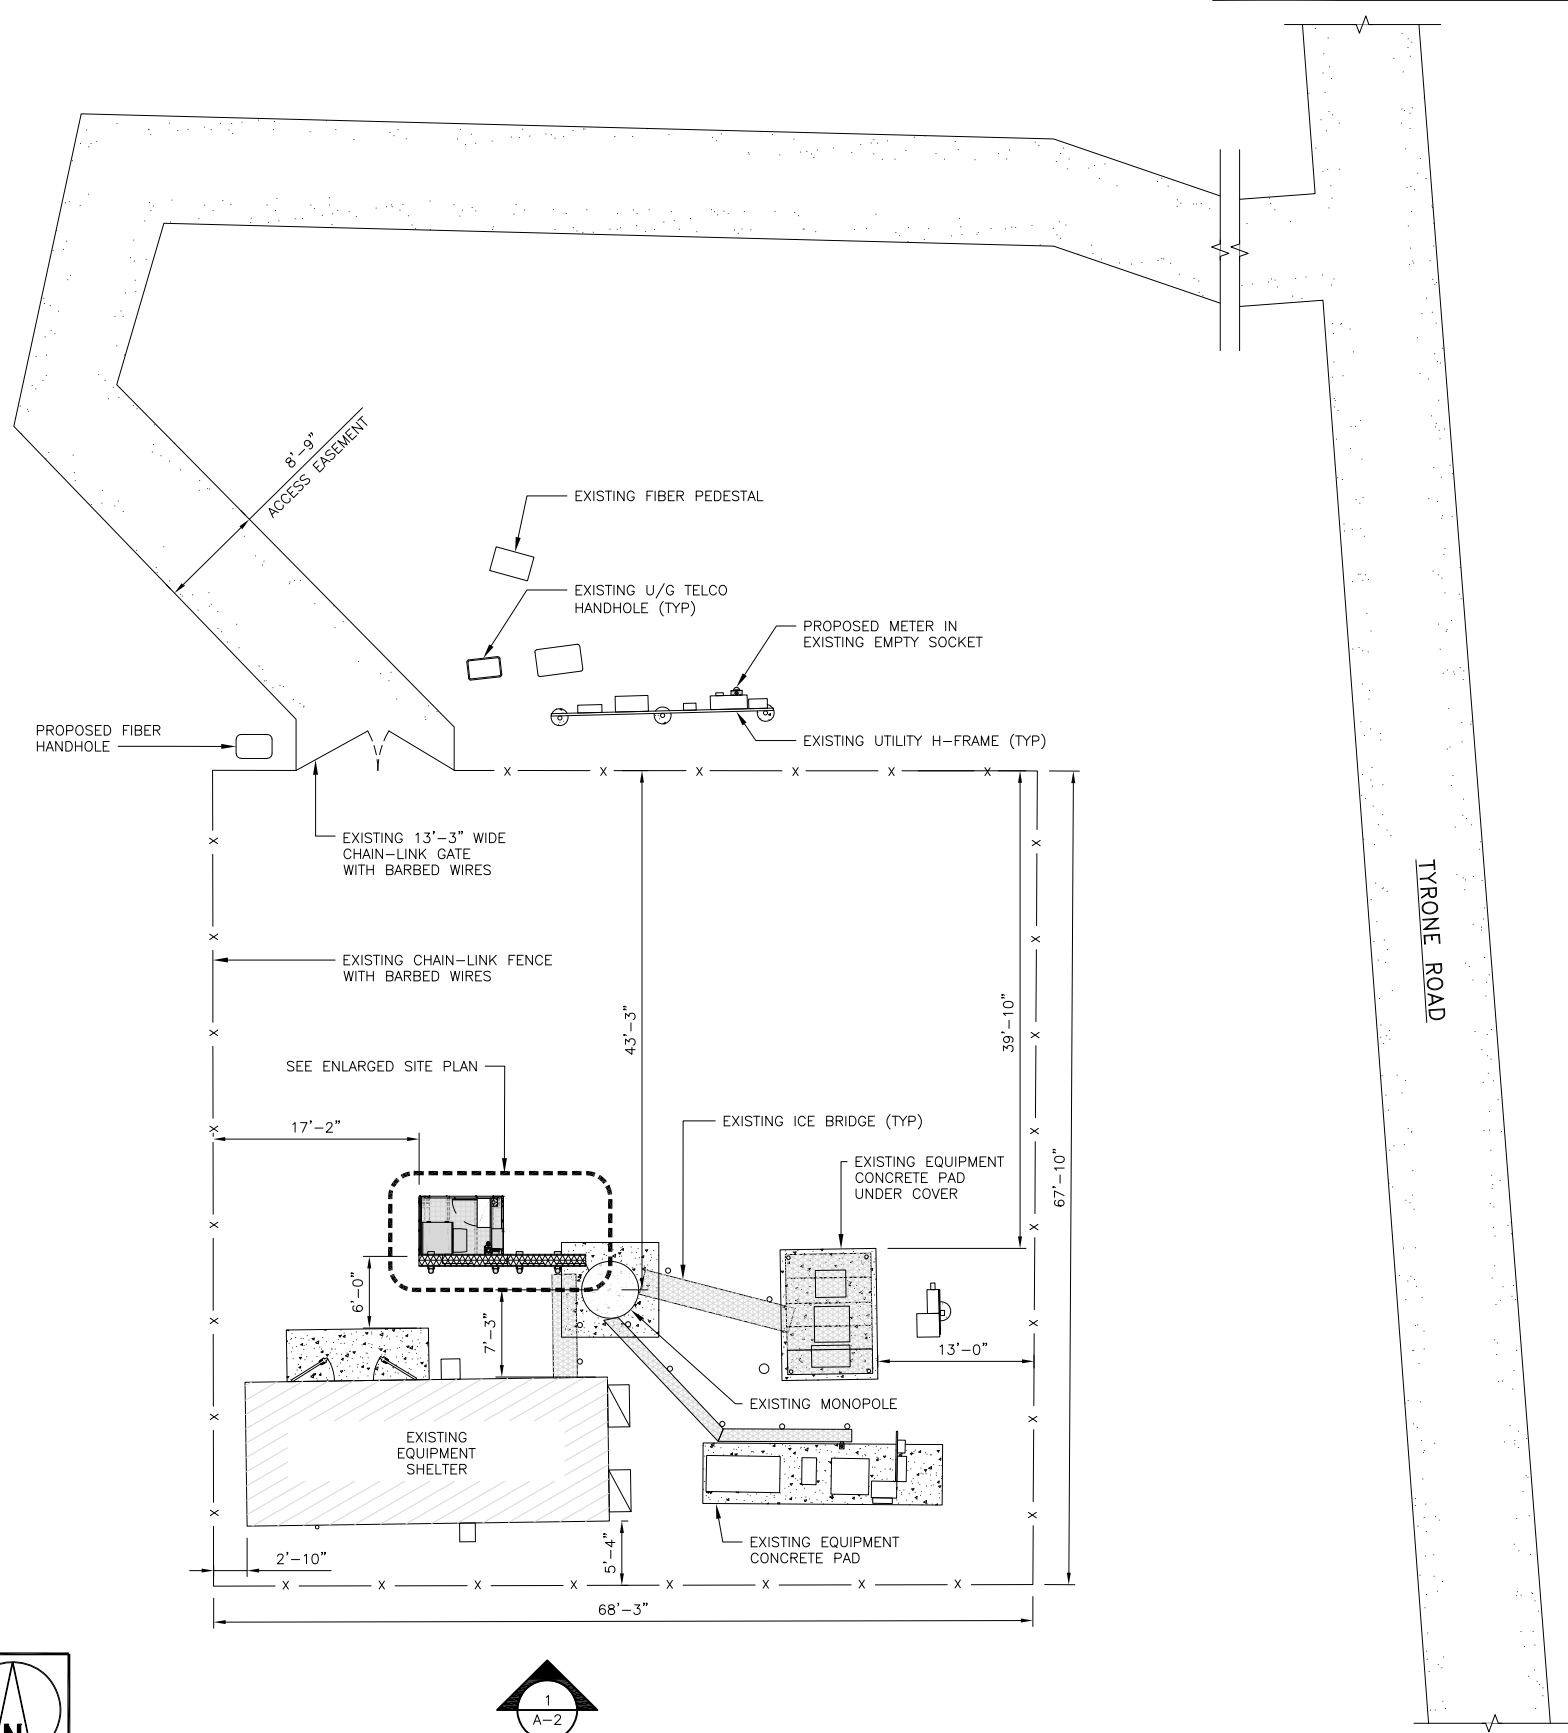 8'-9"
ACCESS EASEMENT
EXISTING FIBER PEDESTAL
EXISTING U/G TELCO
HANDHOLE (TYP)
PROPOSED METER IN
EXISTING EMPTY SOCKET
PROPOSED FIBER
HANDHOLE
EXISTING UTILITY H-FRAME (TYP)
X X X X X X
EXISTING 13'-3" WIDE
CHAIN-LINK GATE
WITH BARBED WIRES
EXISTING CHAIN-LINK FENCE
WITH BARBED WIRES
TYRONE ROAD
43'-3"
39'-10"
SEE ENLARGED SITE PLAN
17'-2"
EXISTING ICE BRIDGE (TYP)
EXISTING EQUIPMENT
CONCRETE PAD
UNDER COVER
67'-10"
6'-0"
7'-3"
13'-0"
EXISTING MONOPOLE
EXISTING
EQUIPMENT
SHELTER
EXISTING EQUIPMENT
CONCRETE PAD
2'-10"
5'-4"
X X X X X X X X
68'-3"
1
A-2
N